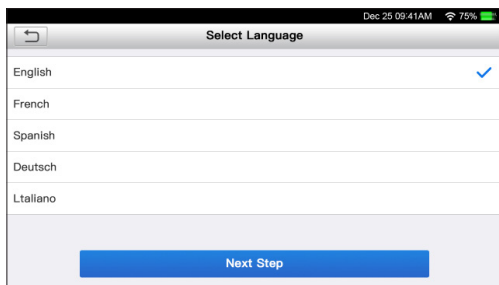 Dec 25 09:41AM 75%
Select Language
English
French
Spanish
Deutsch
Ltaliano
Next Step